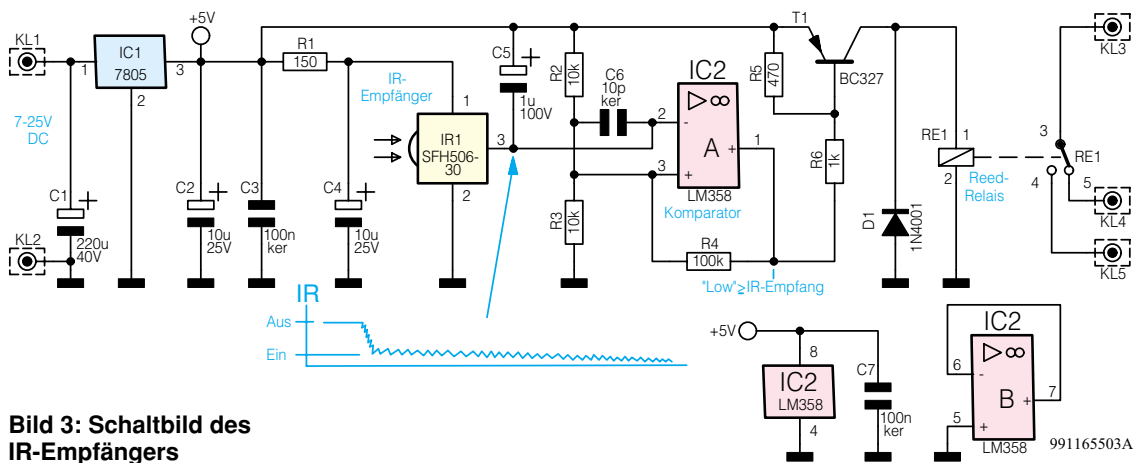 KL1
7-25V
DC
KL2
C1
220u
40V
IC1
7805
1
3
2
+5V
C2
10u
25V
C3
100n
ker
R1
150
C4
10u
25V
IR-
Empfänger
1
IR1
SFH506-
30
3
2
C5
1u
100V
R2
10k
C6
10p
ker
R3
10k
IC2
2
-
A
+
1
3
+
LM358
Komparator
R4
100k
"Low"≥IR-Empfang
T1
BC327
R5
470
R6
1k
D1
1N4001
RE1
1
2
Reed-
Relais
3
RE1
4
5
KL3
KL4
KL5
IR
Aus
Ein
+5V
8
IC2
LM358
4
C7
100n
ker
IC2
6
-
B
+
7
5
+
LM358
991165503A
Bild 3: Schaltbild des
IR-Empfängers